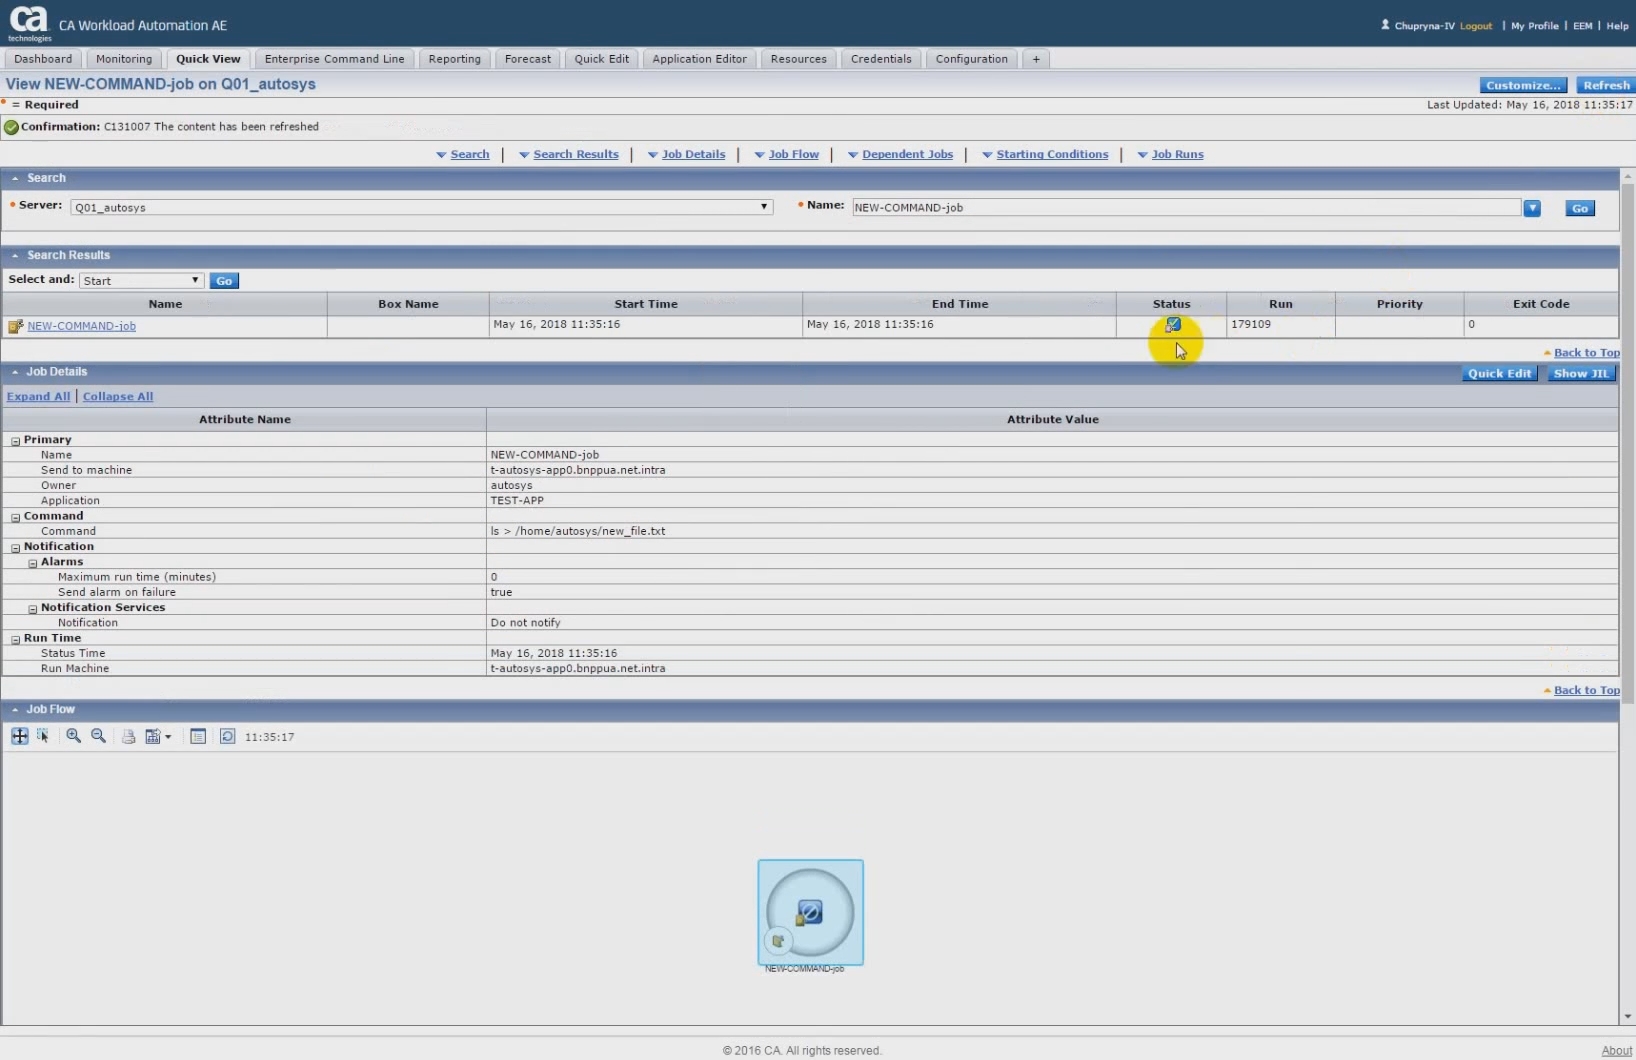 ca
technologies
CA Workload Automation AE
Chupryna-IV Logout | My Profile | EEM | Help
Dashboard Monitoring Quick View Enterprise Command Line Reporting Forecast Quick Edit Application Editor Resources Credentials Configuration +
View NEW-COMMAND-job on Q01_autosys
Customize... Refresh
= Required
Last Updated: May 16, 2018 11:35:17
Confirmation: C131007 The content has been refreshed
Search | Search Results | Job Details | Job Flow | Dependent Jobs | Starting Conditions | Job Runs
Search
Server: Q01_autosys Name: NEW-COMMAND-job Go
Search Results
Select and: Start Go
Name Box Name Start Time End Time Status Run Priority Exit Code
NEW-COMMAND-job May 16, 2018 11:35:16 May 16, 2018 11:35:16 179109 0
Back to Top
Job Details Quick Edit Show JIL
Expand All | Collapse All
Attribute Name Attribute Value
Primary
Name NEW-COMMAND-job
Send to machine t-autosys-app0.bnppua.net.intra
Owner autosys
Application TEST-APP
Command
Command ls > /home/autosys/new_file.txt
Notification
Alarms
Maximum run time (minutes) 0
Send alarm on failure true
Notification Services
Notification Do not notify
Run Time
Status Time May 16, 2018 11:35:16
Run Machine t-autosys-app0.bnppua.net.intra
Back to Top
Job Flow
11:35:17
NEW-COMMAND-job
© 2016 CA. All rights reserved.
About